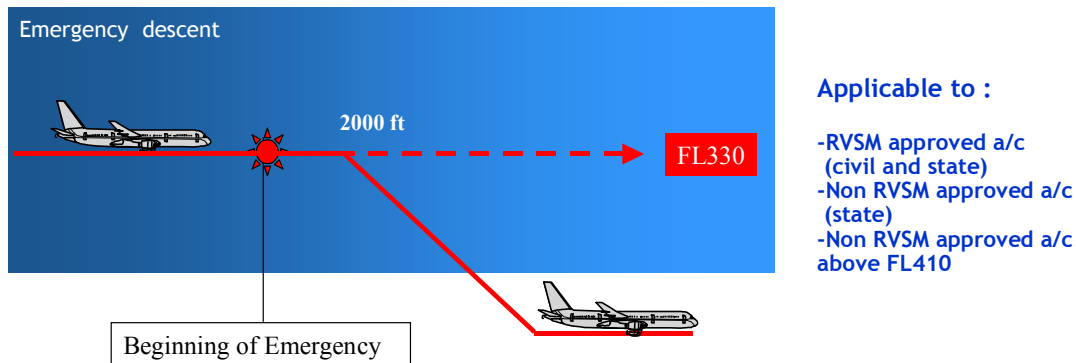 Emergency descent
2000 ft
FL330
Beginning of Emergency
Applicable to :
-RVSM approved a/c
(civil and state)
-Non RVSM approved a/c
(state)
-Non RVSM approved a/c
above FL410